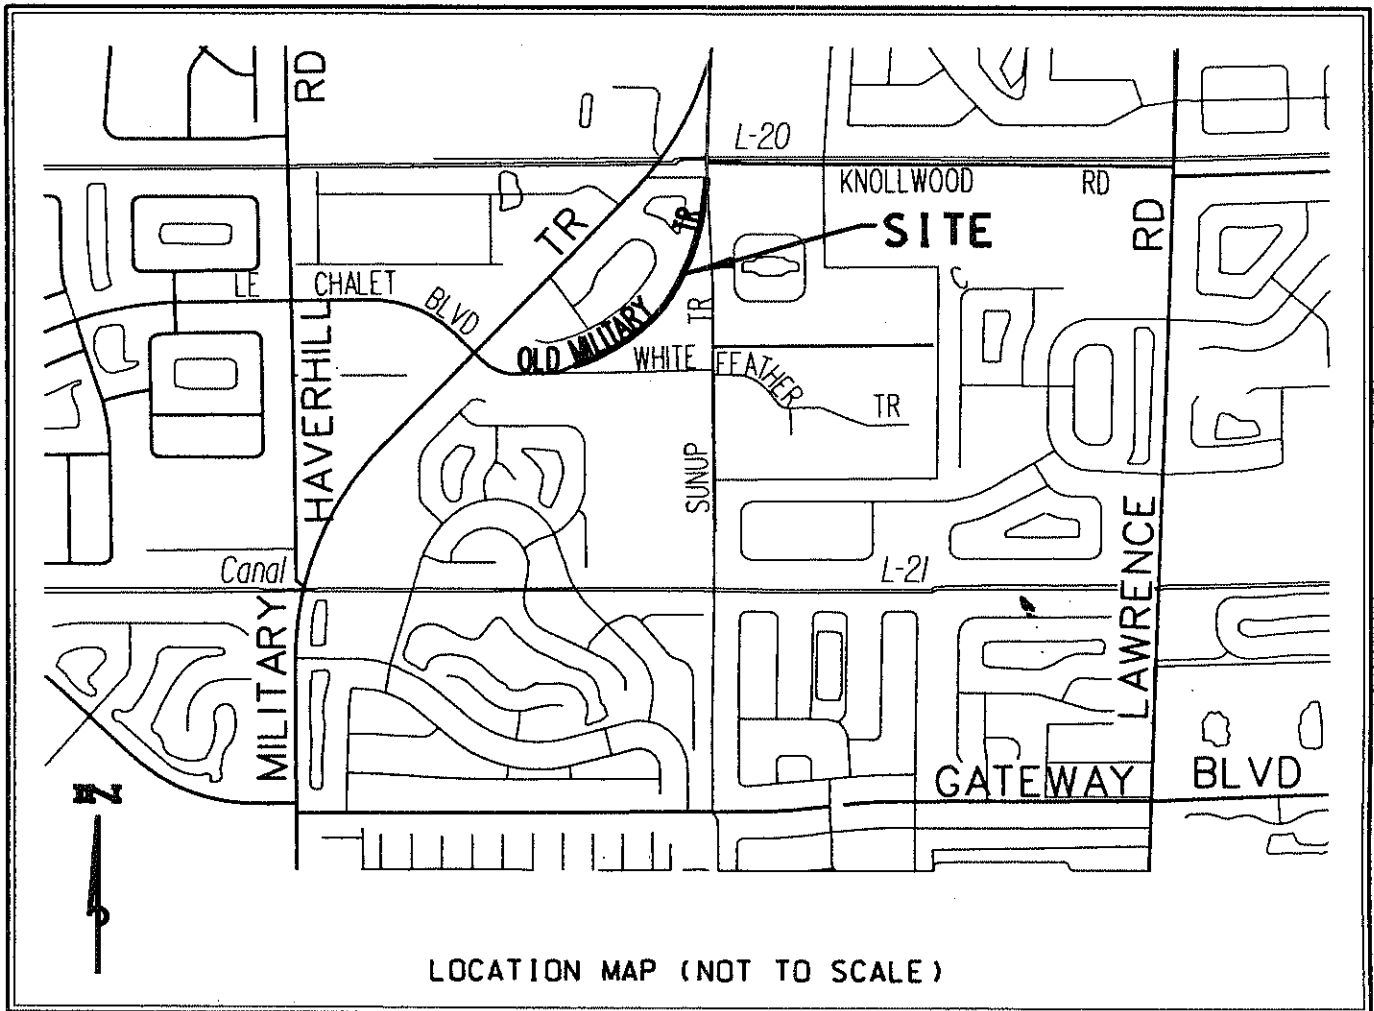 RD
L-20
KNOLLWOOD RD
RD
TR
TR
SITE
LE CHALET BLVD
TR
OLD MILITARY
WHITE FEATHER TR
HAVERHILL
SUNUP
Canal
L-21
LAWRENCE
MILITARY
GATEWAY BLVD
N
LOCATION MAP (NOT TO SCALE)